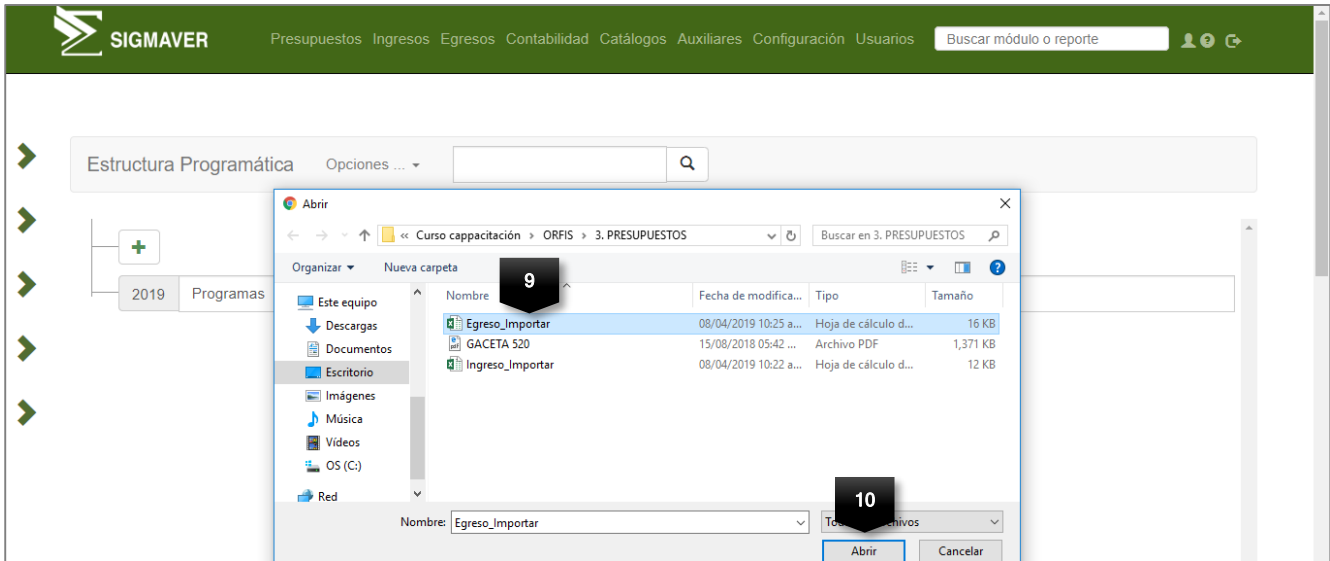 SIGMAVER
Presupuestos Ingresos Egresos Contabilidad Catálogos Auxiliares Configuración Usuarios
Buscar módulo o reporte
Estructura Programática Opciones ...
2019 Programas
Abrir
« Curso cappacitación › ORFIS › 3. PRESUPUESTOS
Buscar en 3. PRESUPUESTOS
Organizar Nueva carpeta
9
Este equipo
Descargas
Documentos
Escritorio
Imágenes
Música
Vídeos
OS (C:)
Red
Nombre Fecha de modifica... Tipo Tamaño
Egreso_Importar 08/04/2019 10:25 a... Hoja de cálculo d... 16 KB
GACETA 520 15/08/2018 05:42 ... Archivo PDF 1,371 KB
Ingreso_Importar 08/04/2019 10:22 a... Hoja de cálculo d... 12 KB
10
Nombre: Egreso_Importar
Abrir Cancelar